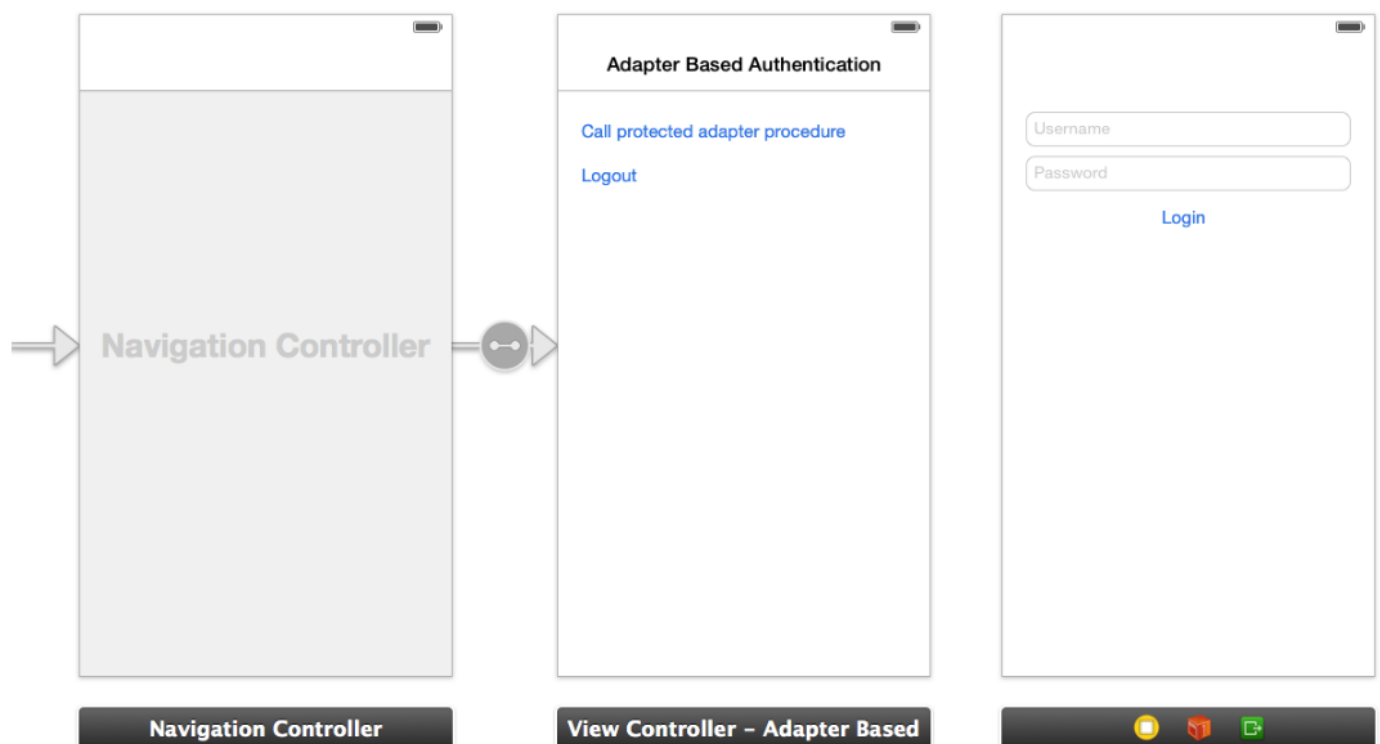 Navigation Controller
Navigation Controller
Adapter Based Authentication
Call protected adapter procedure
Logout
View Controller – Adapter Based
Username
Password
Login